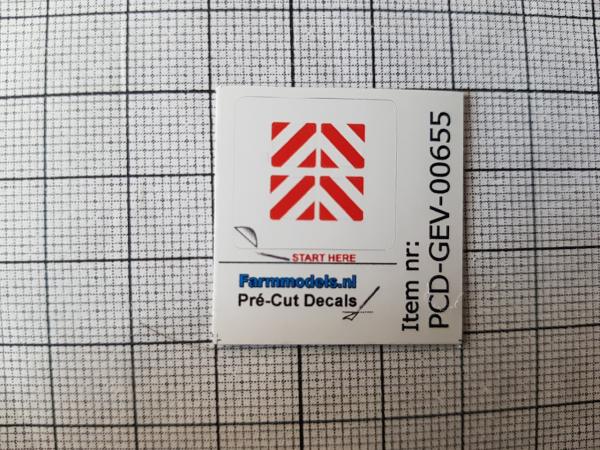 START HERE
Farmmodels.nl
Pré-Cut Decals
Item nr:
PCD-GEV-00655